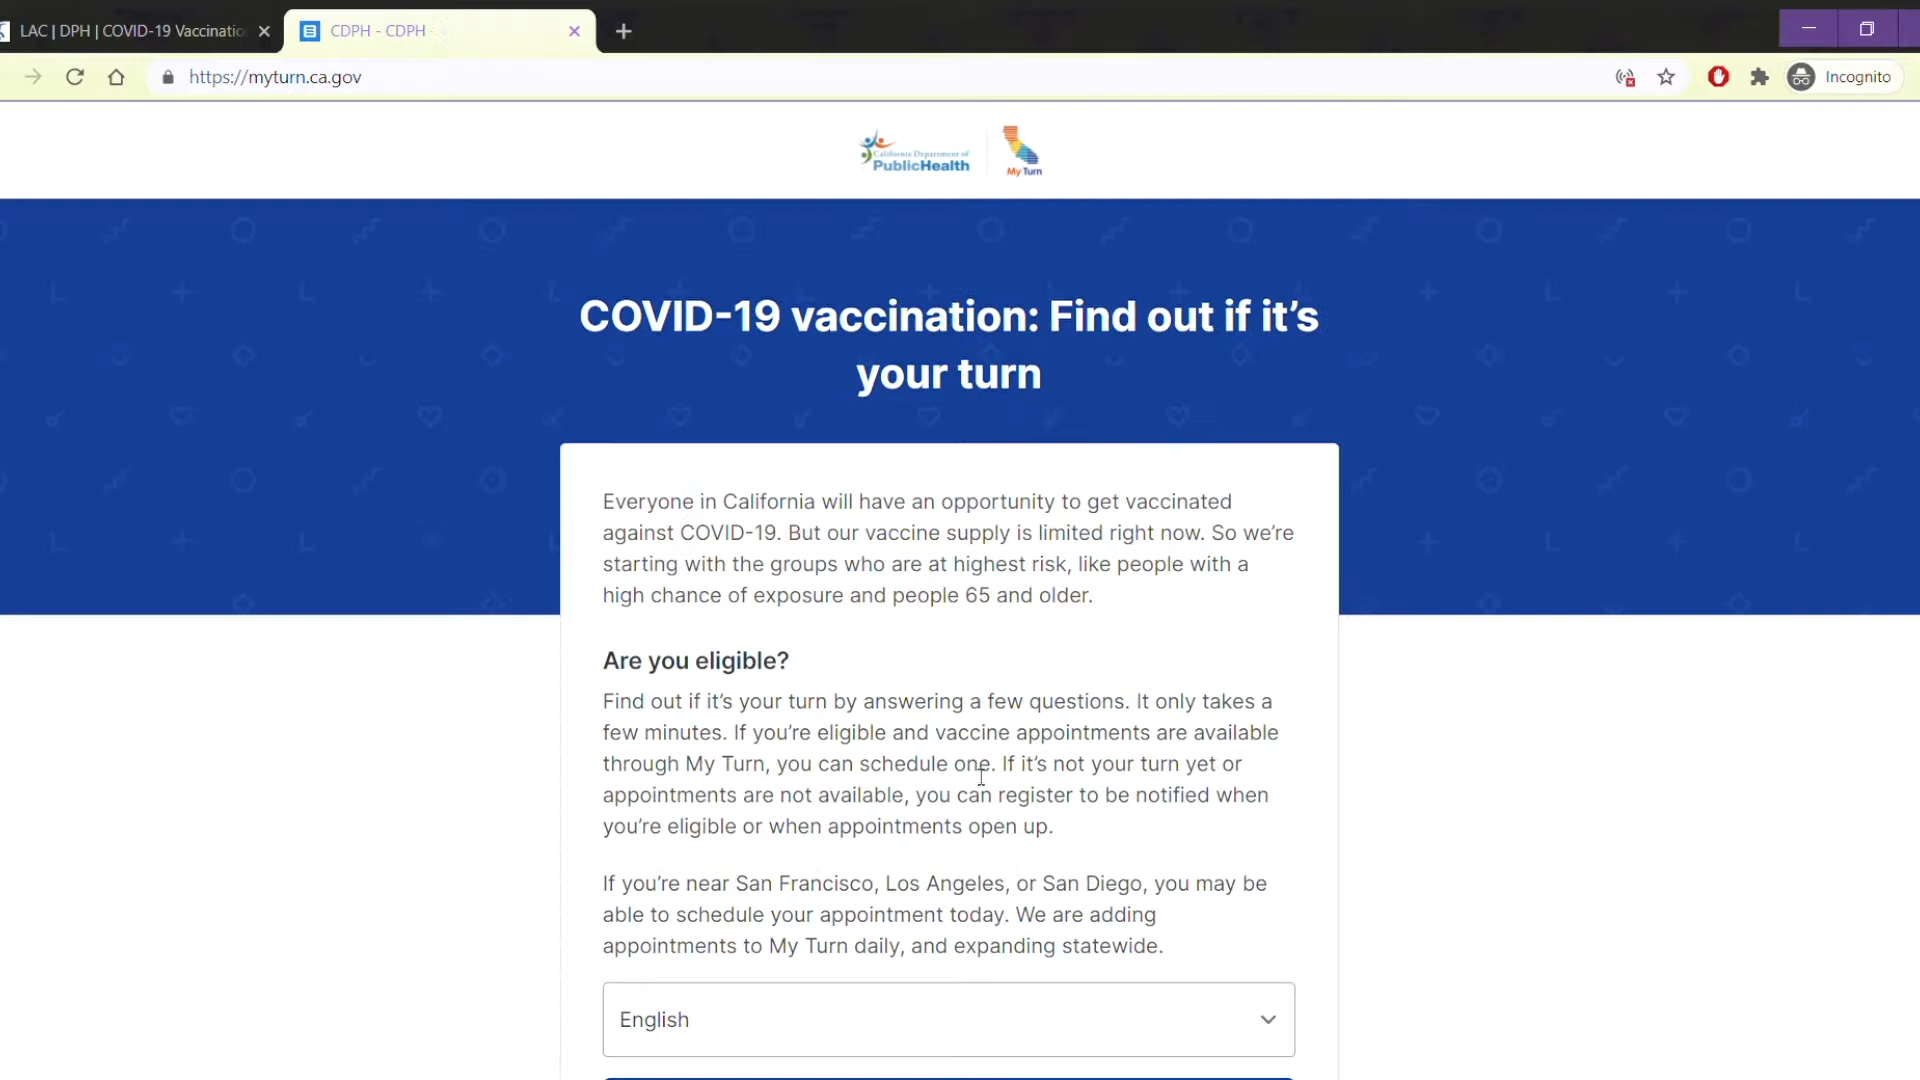 LAC | DPH | COVID-19 Vaccinatio
CDPH - CDPH
https://myturn.ca.gov
Incognito
California Department of
PublicHealth
My Turn
COVID-19 vaccination: Find out if it’s
your turn
Everyone in California will have an opportunity to get vaccinated
against COVID-19. But our vaccine supply is limited right now. So we’re
starting with the groups who are at highest risk, like people with a
high chance of exposure and people 65 and older.
Are you eligible?
Find out if it’s your turn by answering a few questions. It only takes a
few minutes. If you’re eligible and vaccine appointments are available
through My Turn, you can schedule one. If it’s not your turn yet or
appointments are not available, you can register to be notified when
you’re eligible or when appointments open up.
If you’re near San Francisco, Los Angeles, or San Diego, you may be
able to schedule your appointment today. We are adding
appointments to My Turn daily, and expanding statewide.
English